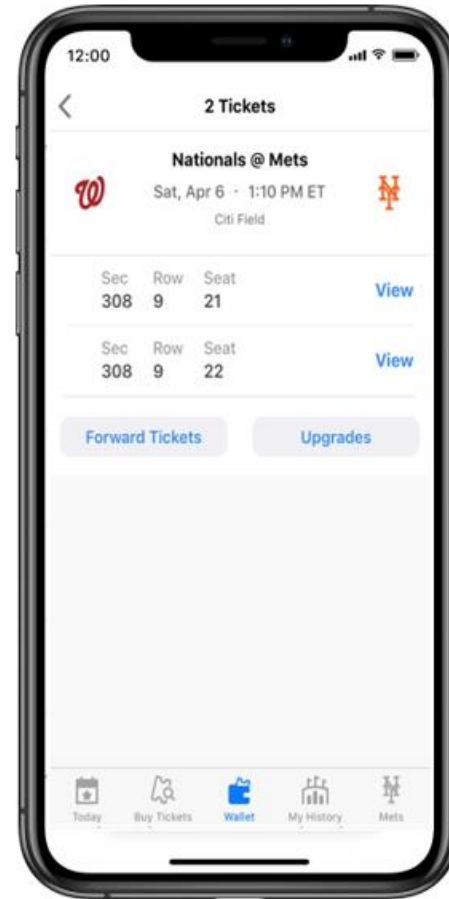 12:00
2 Tickets
Nationals @ Mets
Sat, Apr 6 · 1:10 PM ET
Citi Field
Sec Row Seat
308 9 21
View
Sec Row Seat
308 9 22
View
Forward Tickets Upgrades
Today Buy Tickets Wallet My History Mets